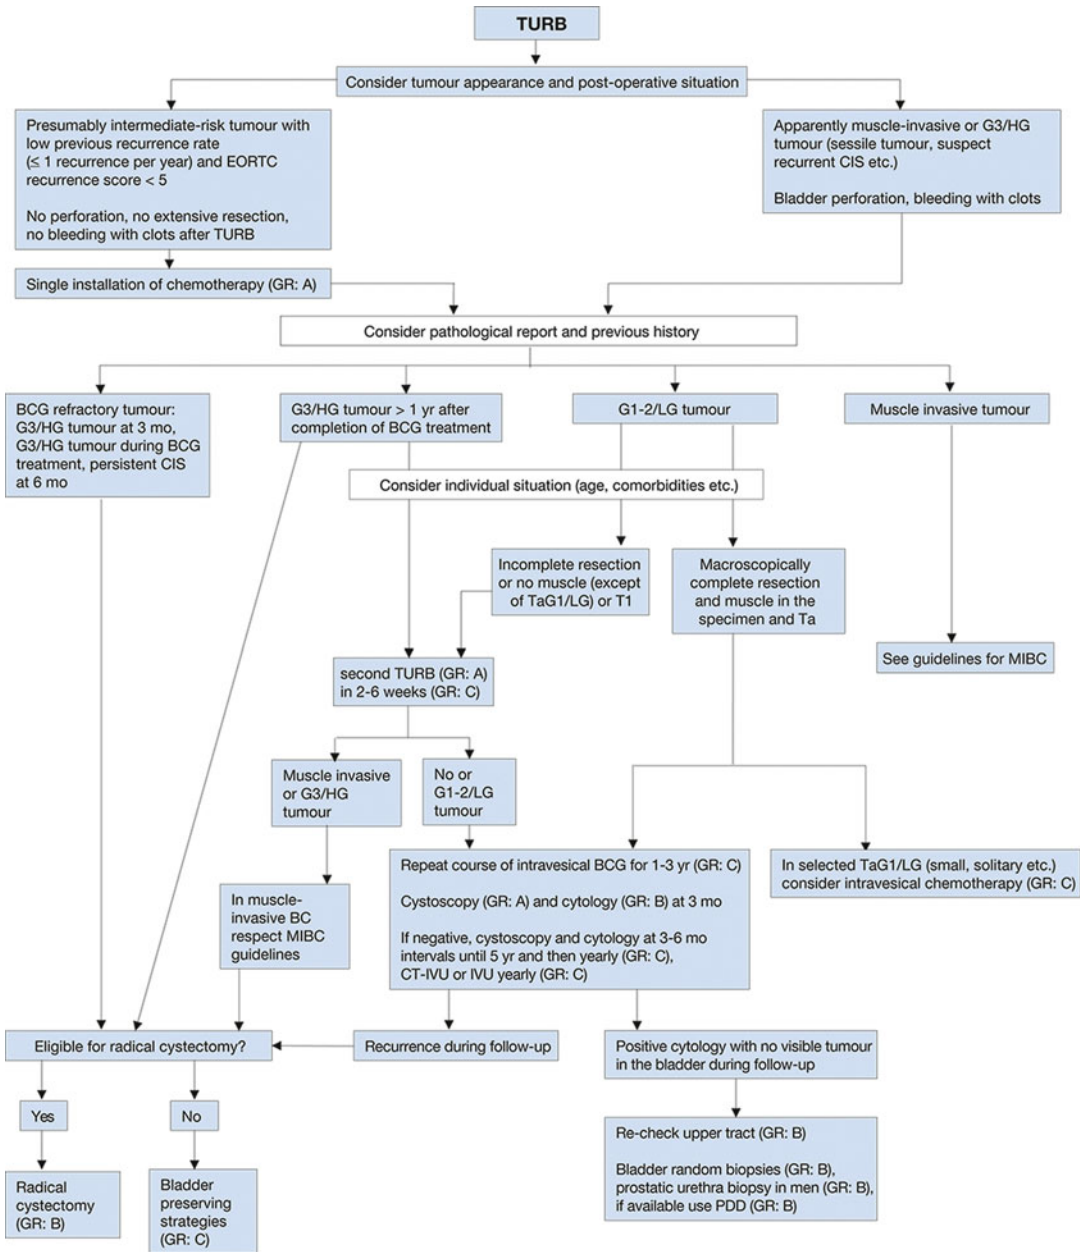 TURB
Consider tumour appearance and post-operative situation
Presumably intermediate-risk tumour with
low previous recurrence rate
(≤ 1 recurrence per year) and EORTC
recurrence score < 5
No perforation, no extensive resection,
no bleeding with clots after TURB
Apparently muscle-invasive or G3/HG
tumour (sessile tumour, suspect
recurrent CIS etc.)
Bladder perforation, bleeding with clots
Single installation of chemotherapy (GR: A)
Consider pathological report and previous history
BCG refractory tumour:
G3/HG tumour at 3 mo,
G3/HG tumour during BCG
treatment, persistent CIS
at 6 mo
G3/HG tumour > 1 yr after
completion of BCG treatment
G1-2/LG tumour
Muscle invasive tumour
Consider individual situation (age, comorbidities etc.)
Incomplete resection
or no muscle (except
of TaG1/LG) or T1
Macroscopically
complete resection
and muscle in the
specimen and Ta
See guidelines for MIBC
second TURB (GR: A)
in 2-6 weeks (GR: C)
Muscle invasive
or G3/HG
tumour
No or
G1-2/LG
tumour
Repeat course of intravesical BCG for 1-3 yr (GR: C)
Cystoscopy (GR: A) and cytology (GR: B) at 3 mo
If negative, cystoscopy and cytology at 3-6 mo
intervals until 5 yr and then yearly (GR: C),
CT-IVU or IVU yearly (GR: C)
In selected TaG1/LG (small, solitary etc.)
consider intravesical chemotherapy (GR: C)
In muscle-
invasive BC
respect MIBC
guidelines
Eligible for radical cystectomy?
Recurrence during follow-up
Positive cytology with no visible tumour
in the bladder during follow-up
Yes
No
Radical
cystectomy
(GR: B)
Bladder
preserving
strategies
(GR: C)
Re-check upper tract (GR: B)
Bladder random biopsies (GR: B),
prostatic urethra biopsy in men (GR: B),
if available use PDD (GR: B)